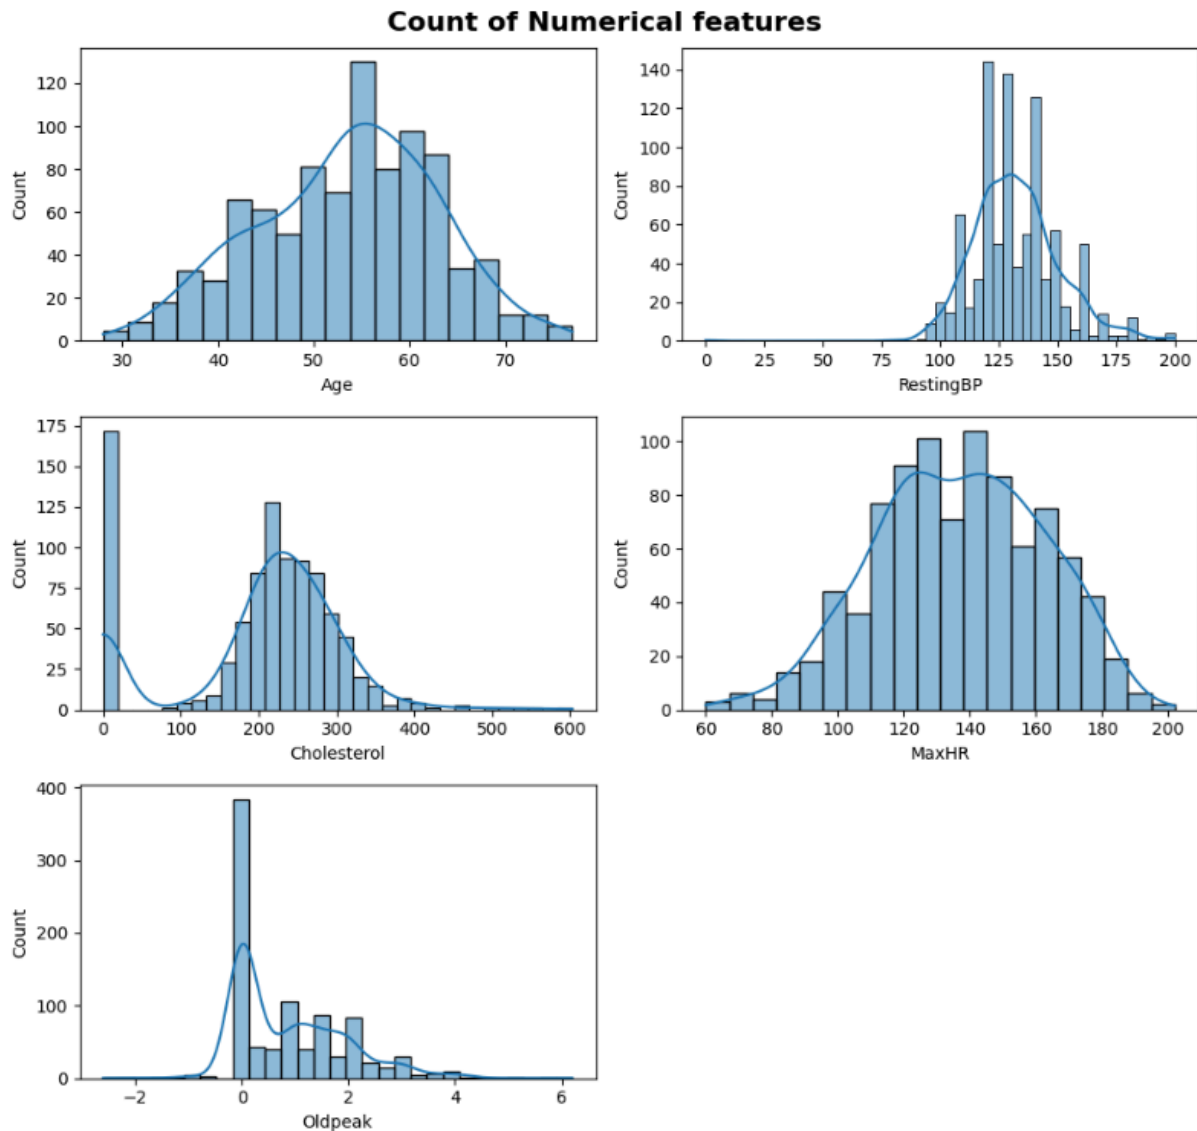 Count of Numerical features
120
100
80
60
40
20
0
Count
30 40 50 60 70
Age
140
120
100
80
60
40
20
0
Count
0 25 50 75 100 125 150 175 200
RestingBP
175
150
125
100
75
50
25
0
Count
0 100 200 300 400 500 600
Cholesterol
100
80
60
40
20
0
Count
60 80 100 120 140 160 180 200
MaxHR
400
300
200
100
0
Count
−2 0 2 4 6
Oldpeak